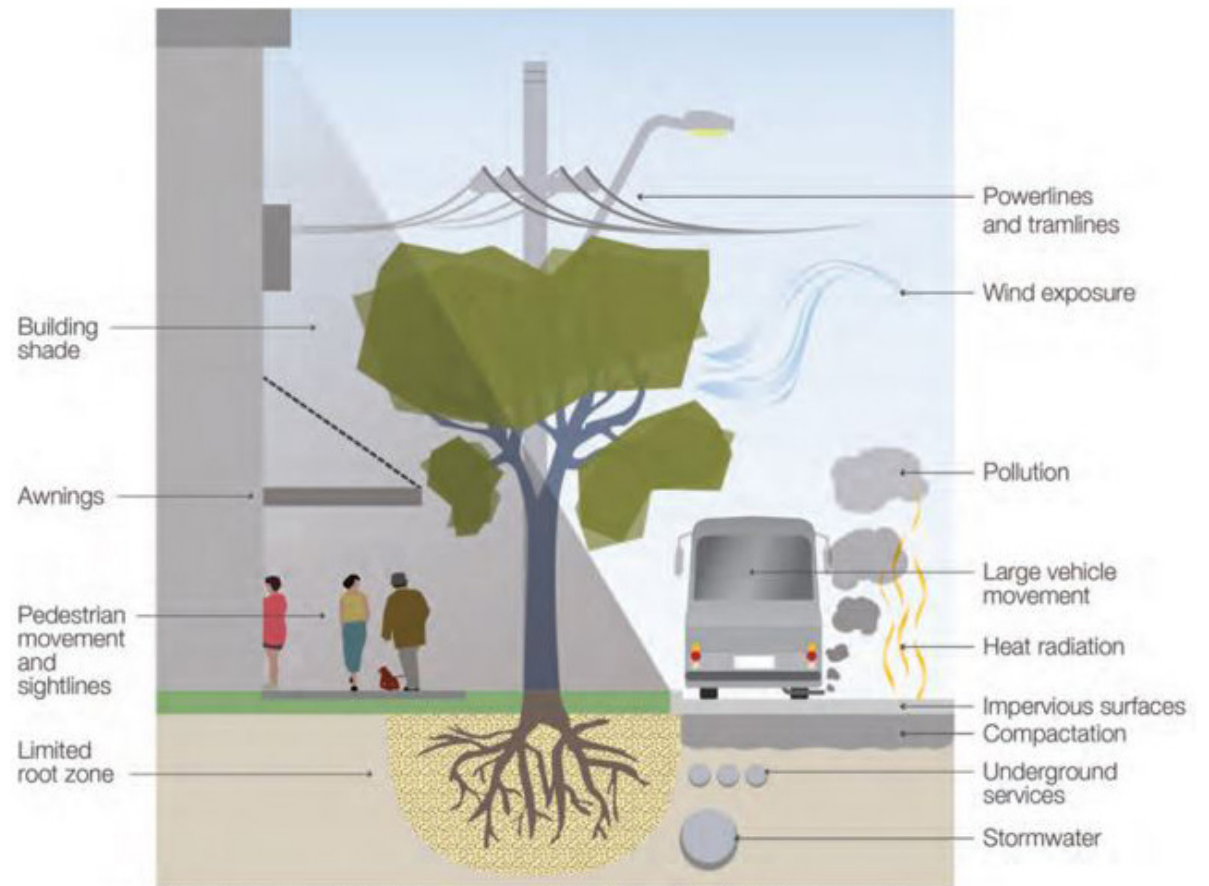 Building
shade
Awnings
Pedestrian
movement
and
sightlines
Limited
root zone
Powerlines
and tramlines
Wind exposure
Pollution
Large vehicle
movement
Heat radiation
Impervious surfaces
Compactation
Underground
services
Stormwater